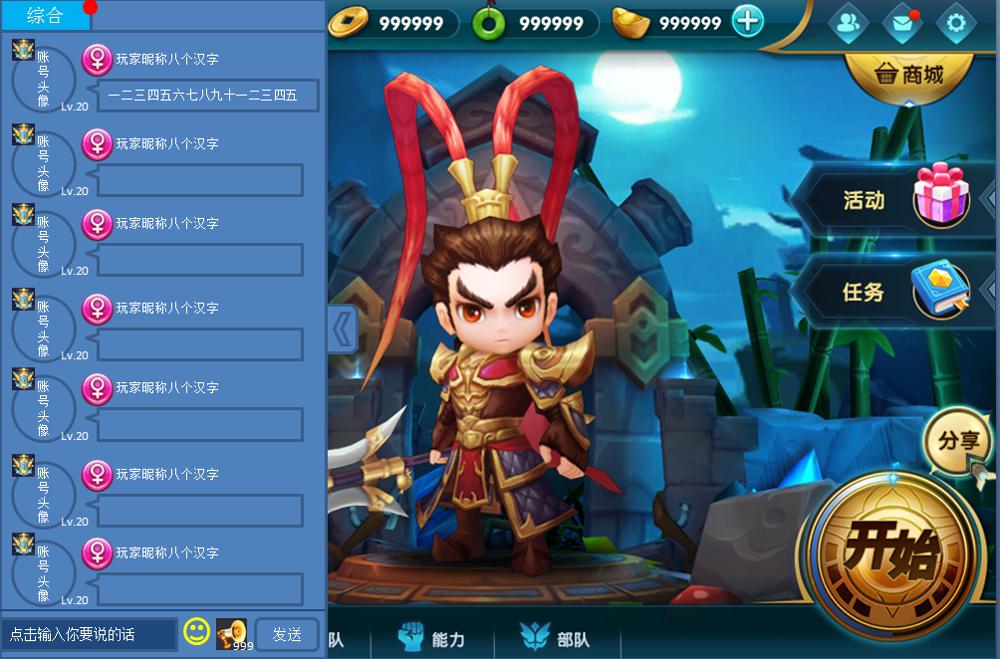 综合
999999
999999
999999
商城
账号头像
Lv.20
玩家昵称八个汉字
一二三四五六七八九十一二三四五
账号头像
Lv.20
玩家昵称八个汉字
账号头像
Lv.20
玩家昵称八个汉字
账号头像
Lv.20
玩家昵称八个汉字
账号头像
Lv.20
玩家昵称八个汉字
账号头像
Lv.20
玩家昵称八个汉字
账号头像
Lv.20
玩家昵称八个汉字
点击输入你要说的话
999
发送
活动
任务
分享
开始
队
能力
部队